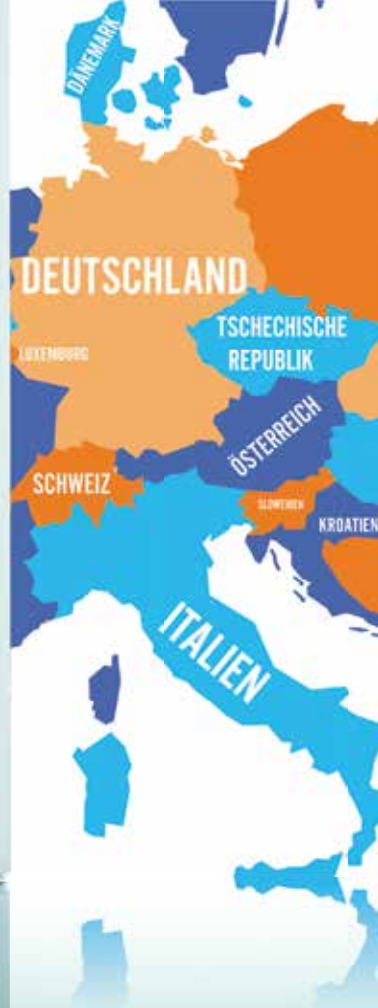 DÄNEMARK
DEUTSCHLAND
TSCHECHISCHE
REPUBLIK
LUXEMBURG
ÖSTERREICH
SCHWEIZ
SLOWENIEN
KROATIEN
ITALIEN